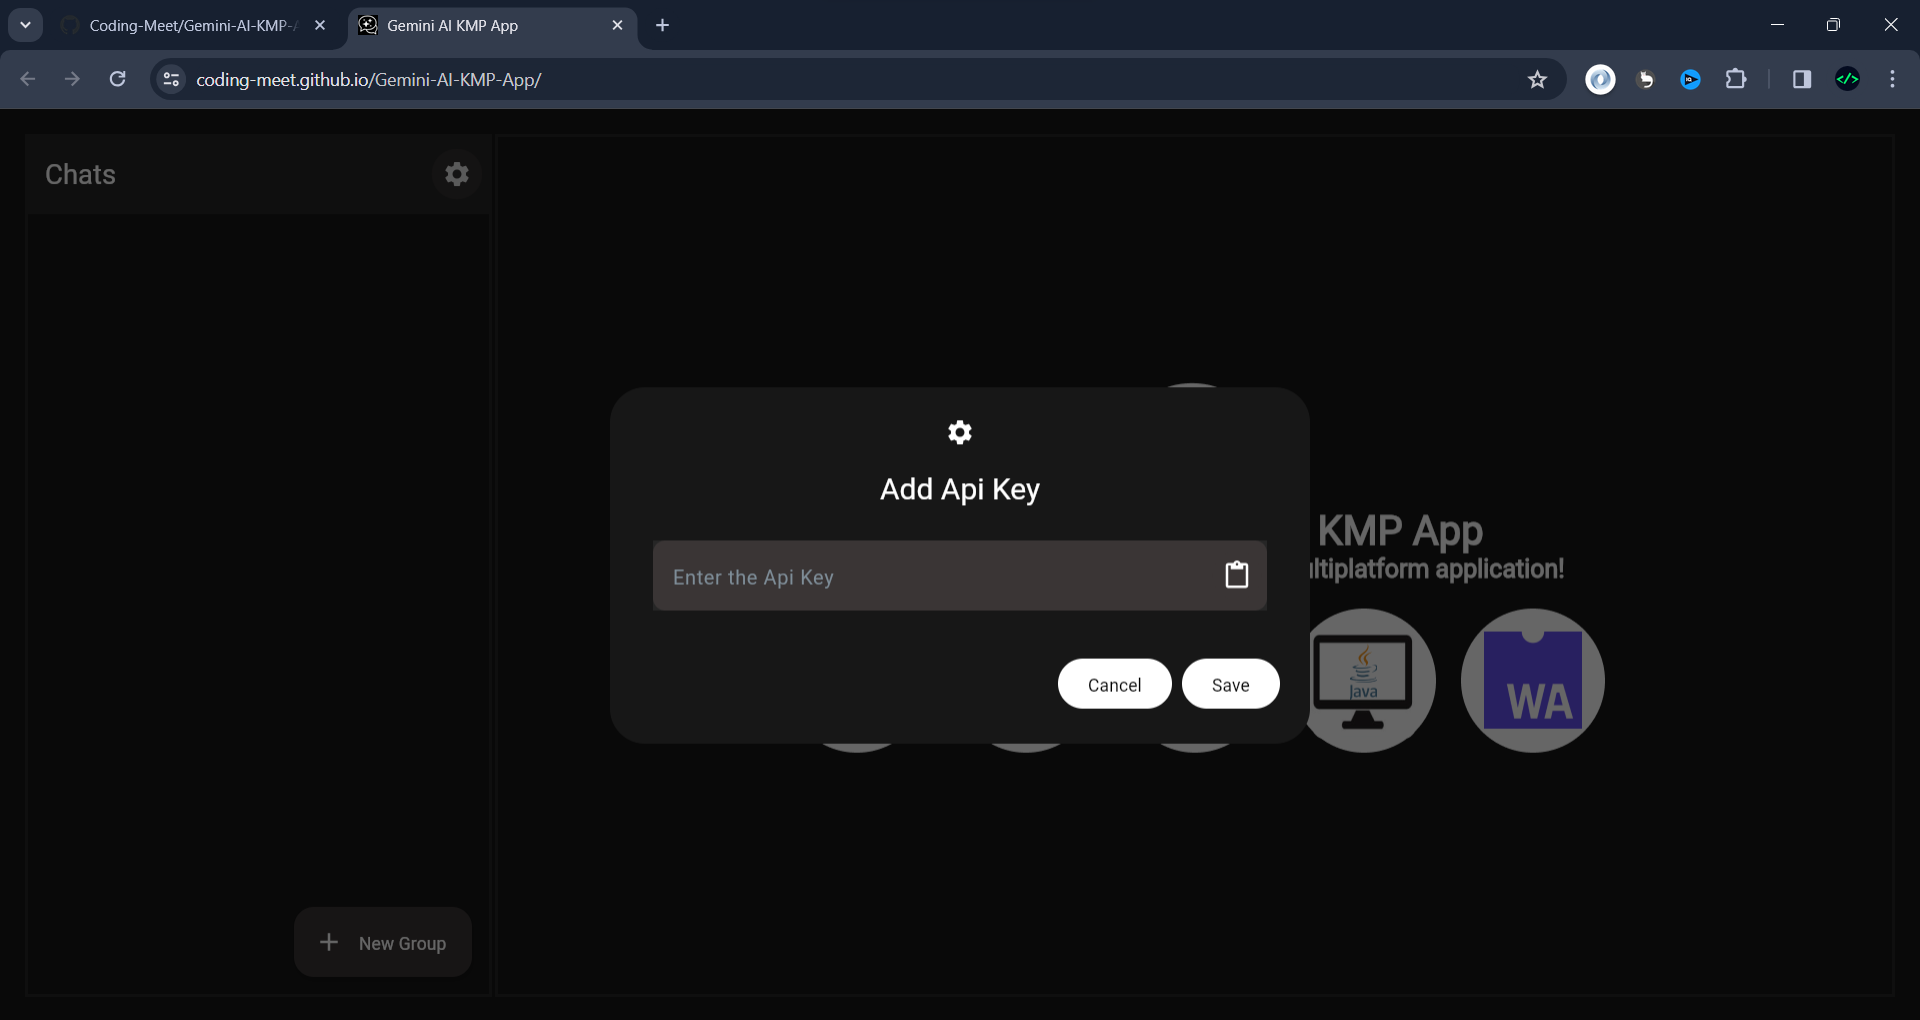 Coding-Meet/Gemini-AI-KMP-
Gemini AI KMP App
coding-meet.github.io/Gemini-AI-KMP-App/
Chats
Add Api Key
Enter the Api Key
Cancel
Save
KMP App
ltiplatform application!
Java
WA
New Group